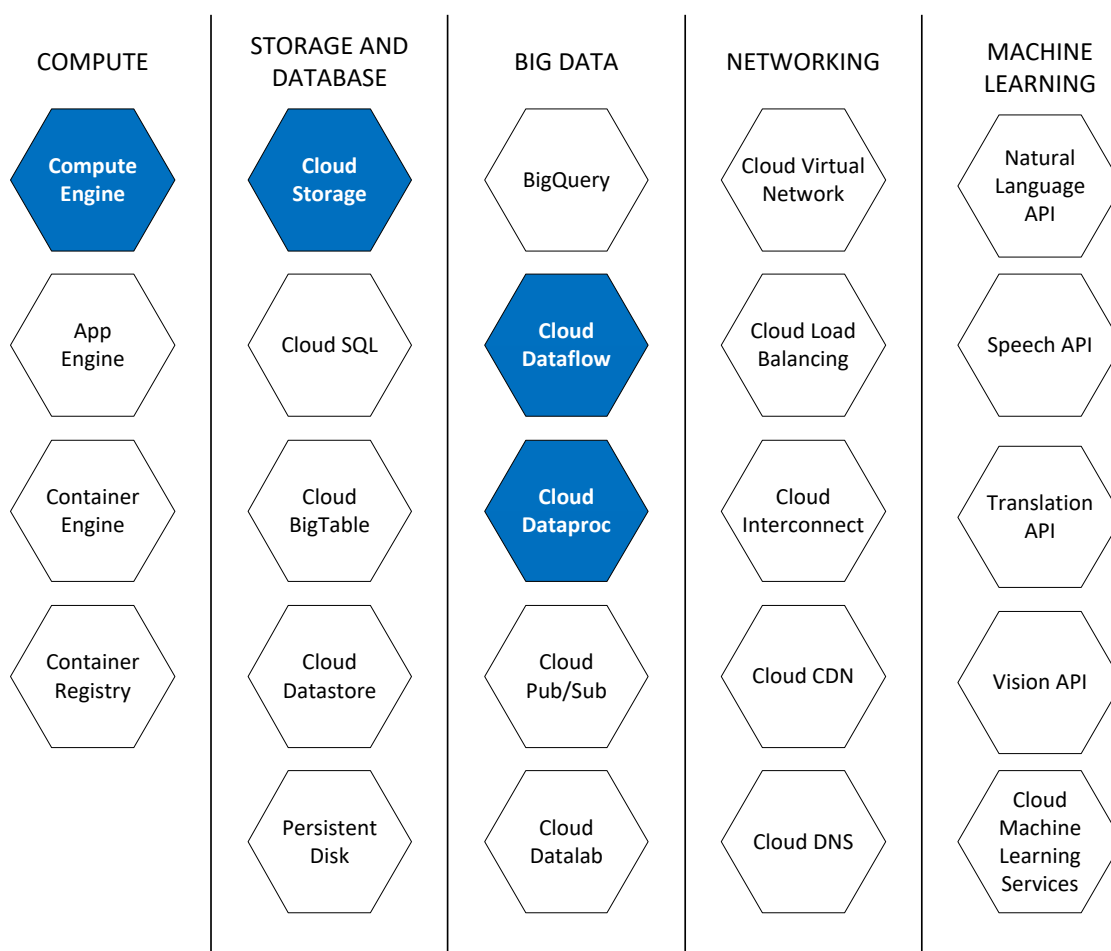 COMPUTE
Compute
Engine
App
Engine
Container
Engine
Container
Registry
STORAGE AND
DATABASE
Cloud
Storage
Cloud SQL
Cloud
BigTable
Cloud
Datastore
Persistent
Disk
BIG DATA
BigQuery
Cloud
Dataflow
Cloud
Dataproc
Cloud
Pub/Sub
Cloud
Datalab
NETWORKING
Cloud Virtual
Network
Cloud Load
Balancing
Cloud
Interconnect
Cloud CDN
Cloud DNS
MACHINE
LEARNING
Natural
Language
API
Speech API
Translation
API
Vision API
Cloud
Machine
Learning
Services